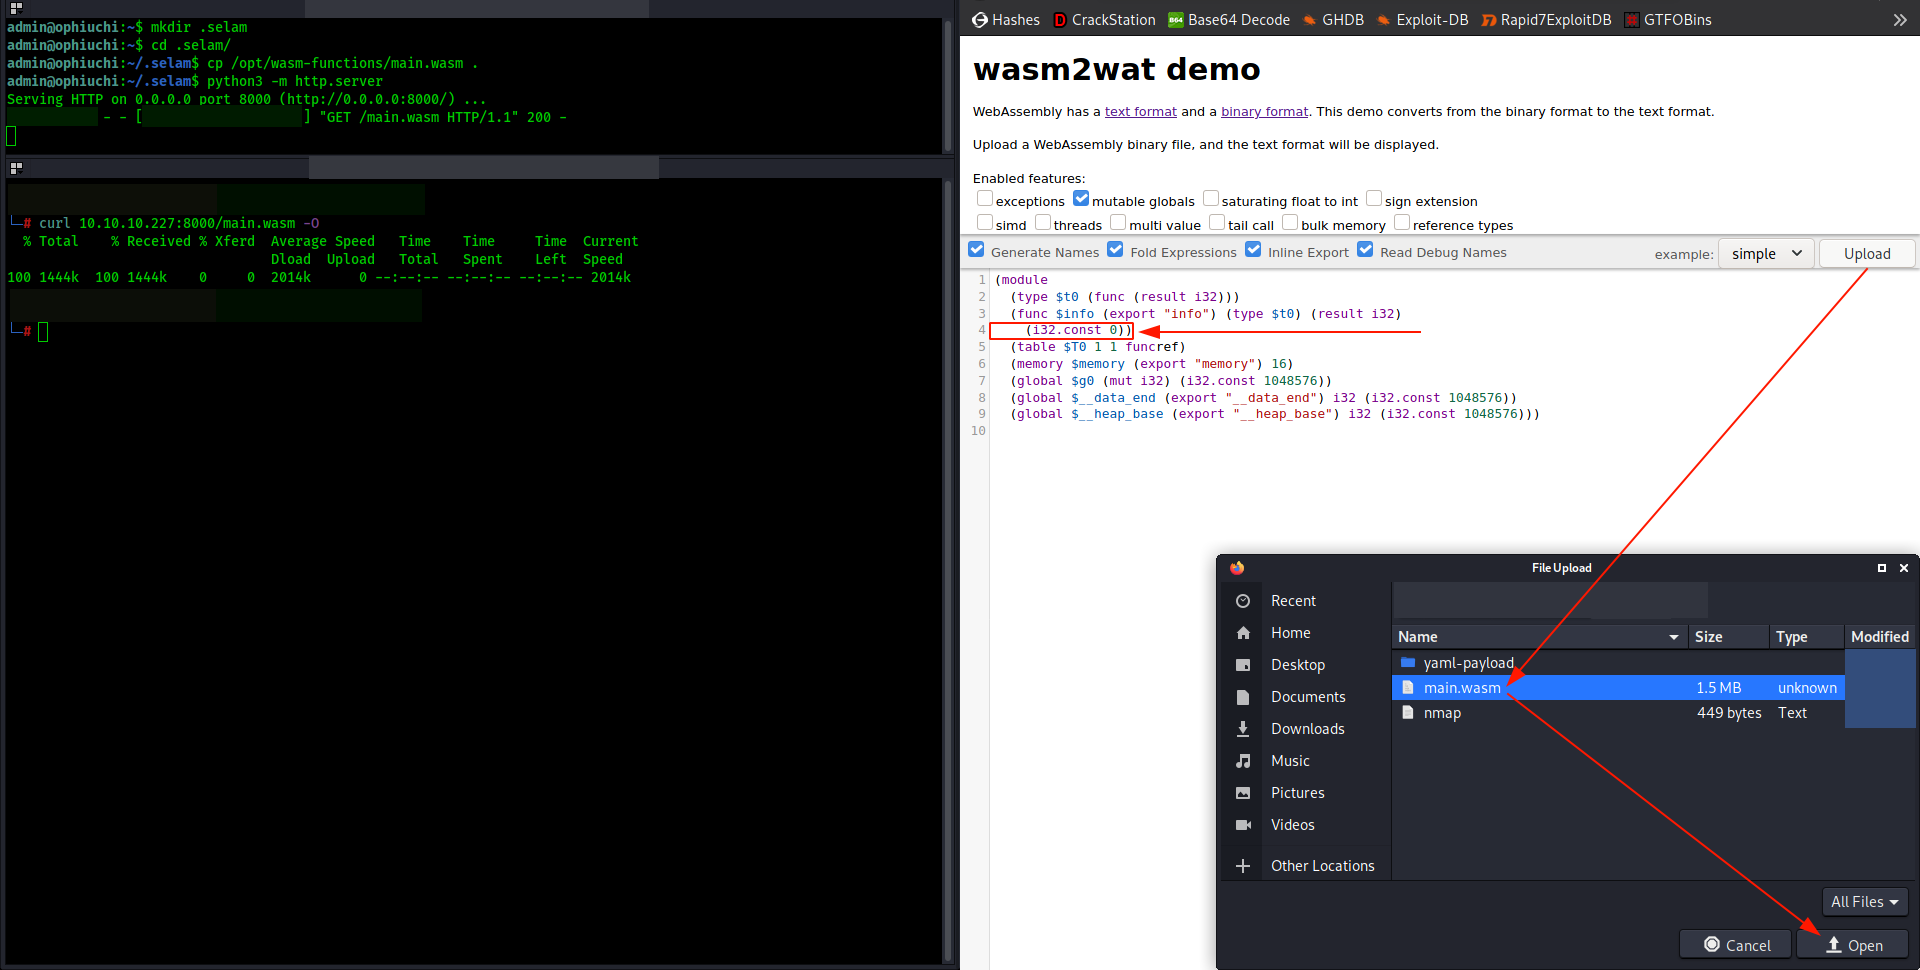 admin@ophiuchi:~$ mkdir .selam
admin@ophiuchi:~$ cd .selam/
admin@ophiuchi:~/.selam$ cp /opt/wasm-functions/main.wasm .
admin@ophiuchi:~/.selam$ python3 -m http.server
Serving HTTP on 0.0.0.0 port 8000 (http://0.0.0.0:8000/) ...
- - [ ] "GET /main.wasm HTTP/1.1" 200 -
└─# curl 10.10.10.227:8000/main.wasm -O
% Total % Received % Xferd Average Speed Time Time Time Current
Dload Upload Total Spent Left Speed
100 1444k 100 1444k 0 0 2014k 0 --:--:-- --:--:-- --:--:-- 2014k
└─#
Hashes CrackStation B64 Base64 Decode GHDB Exploit-DB Rapid7ExploitDB GTFOBins
wasm2wat demo
WebAssembly has a text format and a binary format. This demo converts from the binary format to the text format.
Upload a WebAssembly binary file, and the text format will be displayed.
Enabled features:
exceptions mutable globals saturating float to int sign extension
simd threads multi value tail call bulk memory reference types
Generate Names Fold Expressions Inline Export Read Debug Names example: simple Upload
1 (module
2 (type $t0 (func (result i32)))
3 (func $info (export "info") (type $t0) (result i32)
4 (i32.const 0))
5 (table $T0 1 1 funcref)
6 (memory $memory (export "memory") 16)
7 (global $g0 (mut i32) (i32.const 1048576))
8 (global $__data_end (export "__data_end") i32 (i32.const 1048576))
9 (global $__heap_base (export "__heap_base") i32 (i32.const 1048576)))
10
File Upload
Recent
Home
Desktop
Documents
Downloads
Music
Pictures
Videos
Other Locations
Name Size Type Modified
yaml-payload
main.wasm 1.5 MB unknown
nmap 449 bytes Text
All Files
Cancel Open